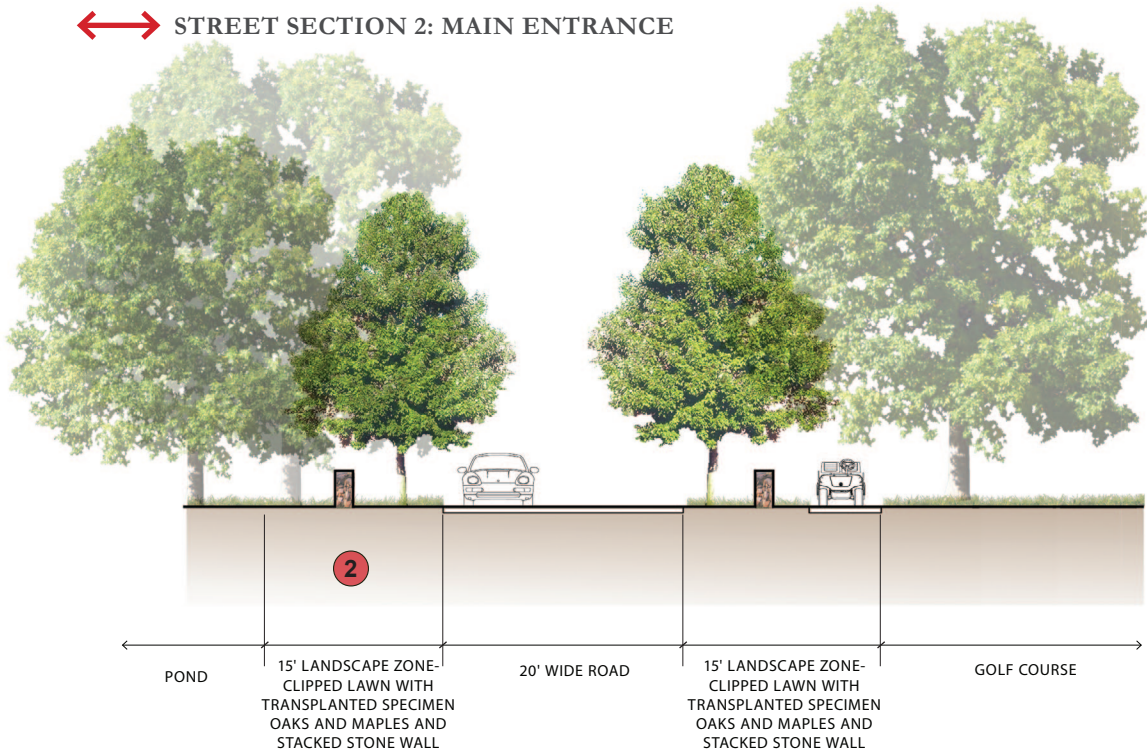 STREET SECTION 2: MAIN ENTRANCE
2
POND
15' LANDSCAPE ZONE-
CLIPPED LAWN WITH
TRANSPLANTED SPECIMEN
OAKS AND MAPLES AND
STACKED STONE WALL
20' WIDE ROAD
15' LANDSCAPE ZONE-
CLIPPED LAWN WITH
TRANSPLANTED SPECIMEN
OAKS AND MAPLES AND
STACKED STONE WALL
GOLF COURSE